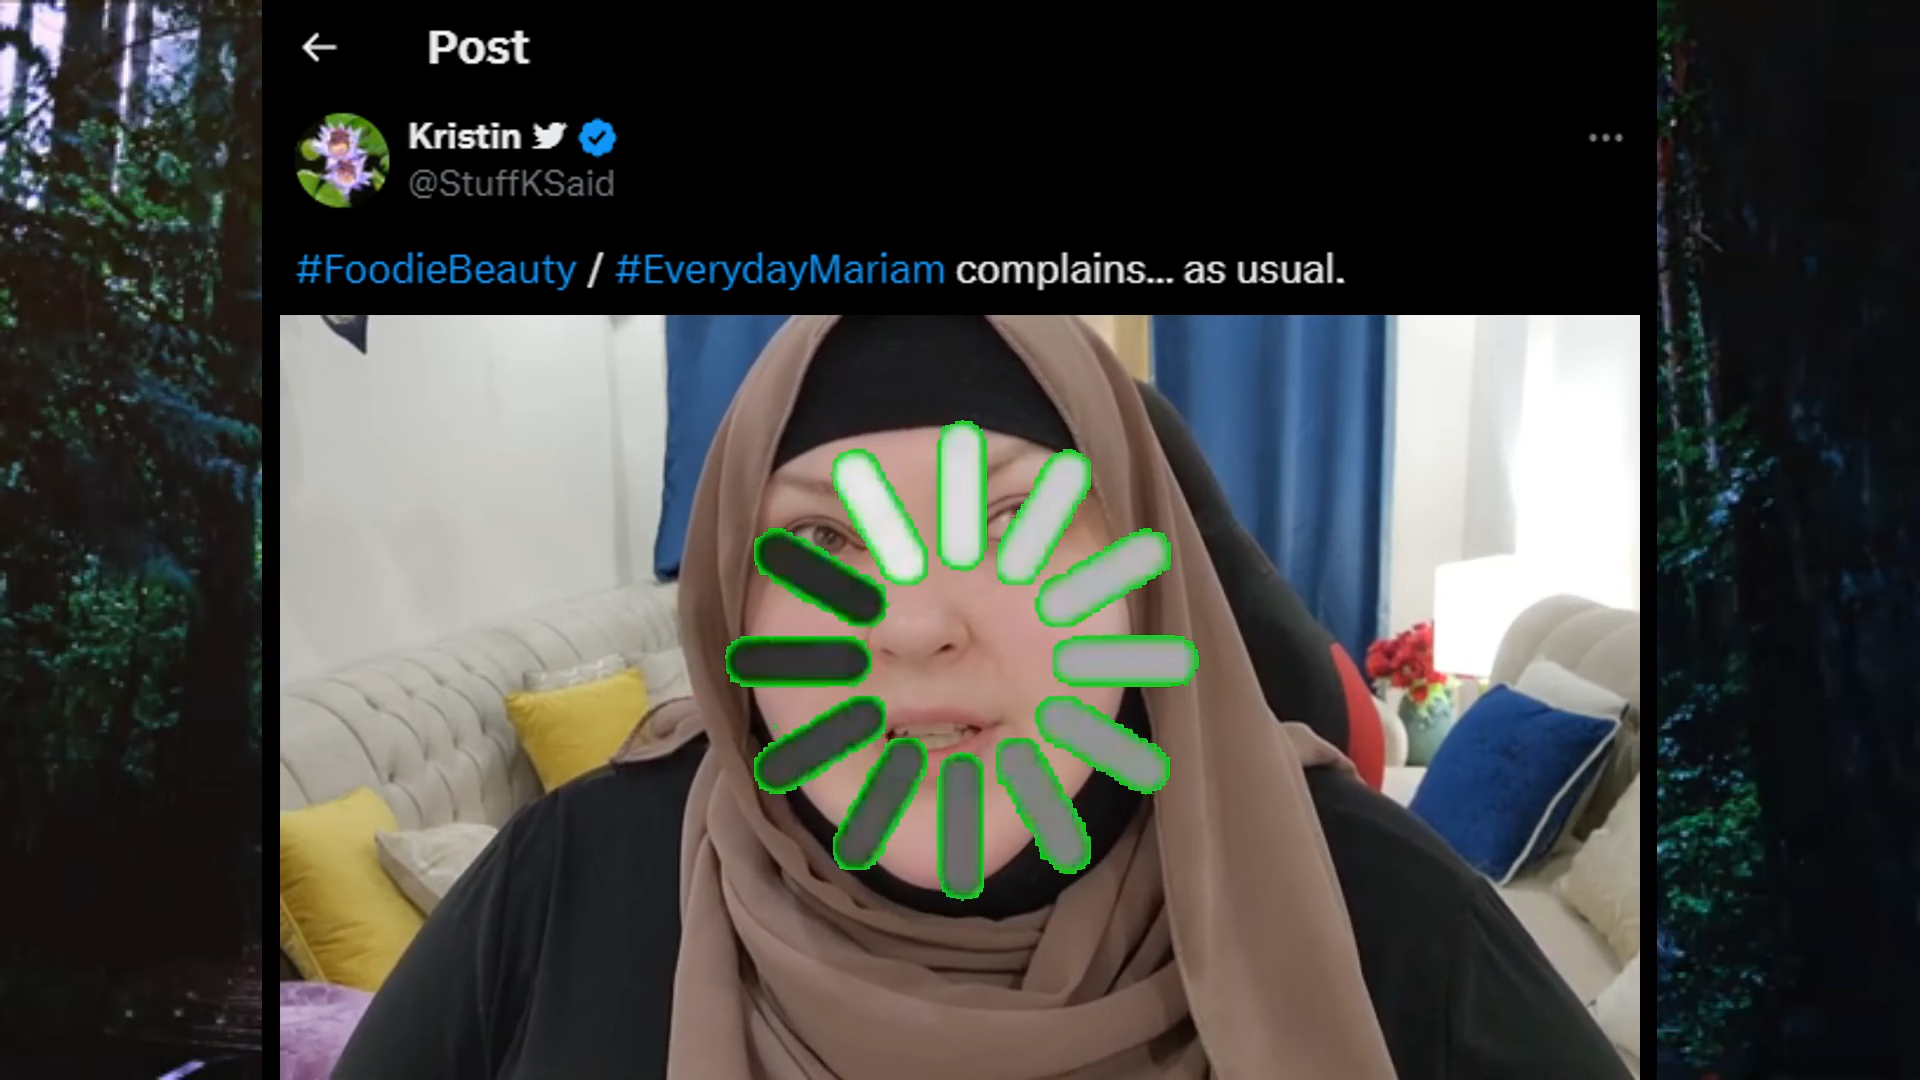 Post
Kristin
@StuffKSaid
#FoodieBeauty / #EverydayMariam complains... as usual.